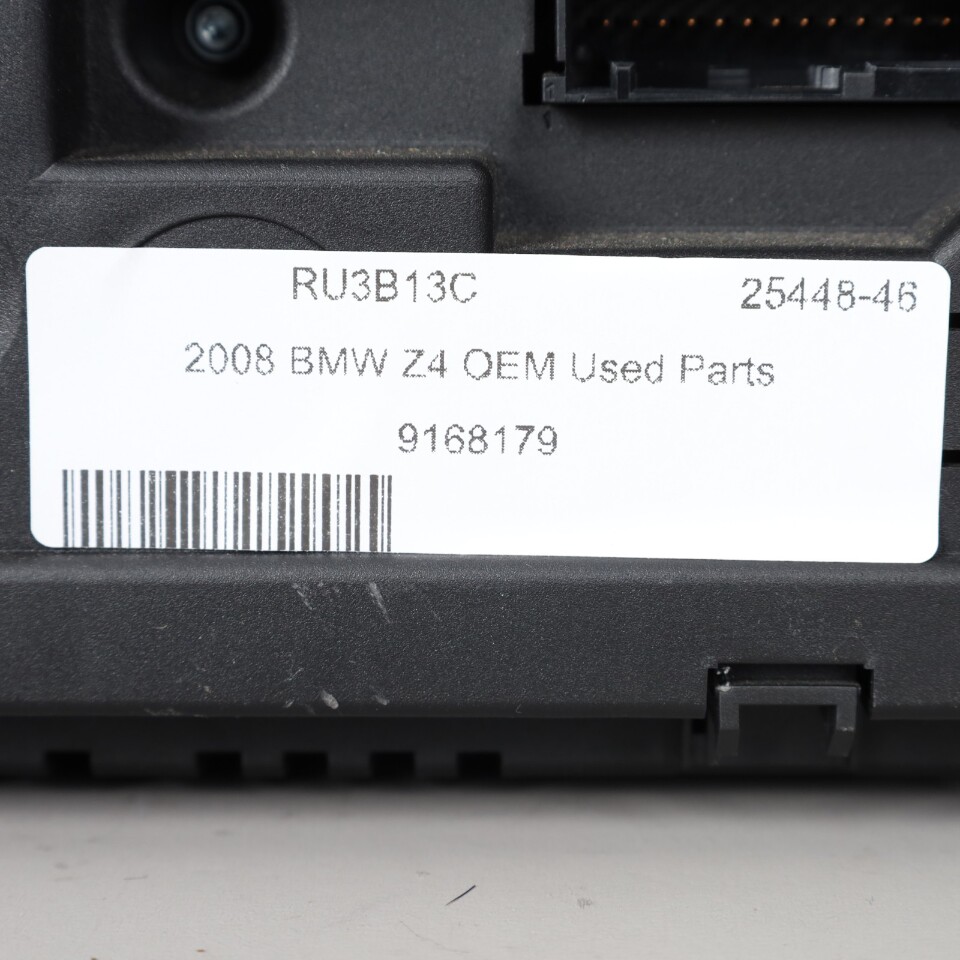 RU3B13C 25448-46
2008 BMW Z4 OEM Used Parts
9168179